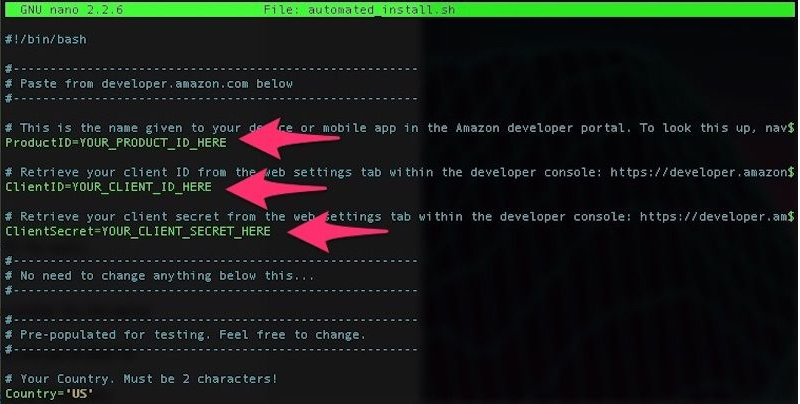 GNU nano 2.2.6 File: automated_install.sh
#!/bin/bash
#-------------------------------------------------------
# Paste from developer.amazon.com below
#-------------------------------------------------------
# This is the name given to your or mobile app in the Amazon developer portal. To look this up, nav$
ProductID=YOUR_PRODUCT_ID_HERE
# Retrieve your client ID from the web settings tab within the developer console: https://developer.amazon$
ClientID=YOUR_CLIENT_ID_HERE
# Retrieve your client secret from the web settings tab within the developer console: https://developer.am$
ClientSecret=YOUR_CLIENT_SECRET_HERE
#-------------------------------------------------------
# No need to change anything below this...
#-------------------------------------------------------
#-------------------------------------------------------
# Pre-populated for testing. Feel free to change.
#-------------------------------------------------------
# Your Country. Must be 2 characters!
Country='US'